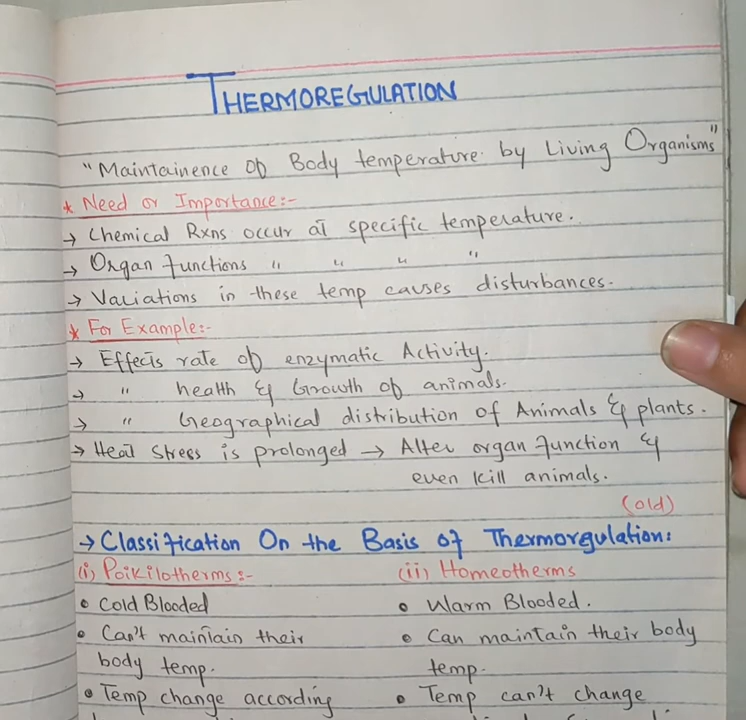 THERMOREGULATION
"Maintainence Of Body temperature by Living Organisms"
* Need or Importance:-
→ Chemical Rxns occur at specific temperature.
→ Organ functions " " " "
→ Variations in these temp causes disturbances.
* For Example:-
→ Effects rate of enzymatic Activity.
→ " health & Growth of animals.
→ " Geographical distribution of Animals & plants.
→ Heat stress is prolonged → Alter organ function &
even kill animals.
(old)
→ Classification On the Basis of Thermorgulation:
(i) Poikilotherms:-
(ii) Homeotherms
• Cold Blooded
• Warm Blooded.
• Can't maintain their
• Can maintain their body
body temp.
temp.
• Temp change according
• Temp can't change